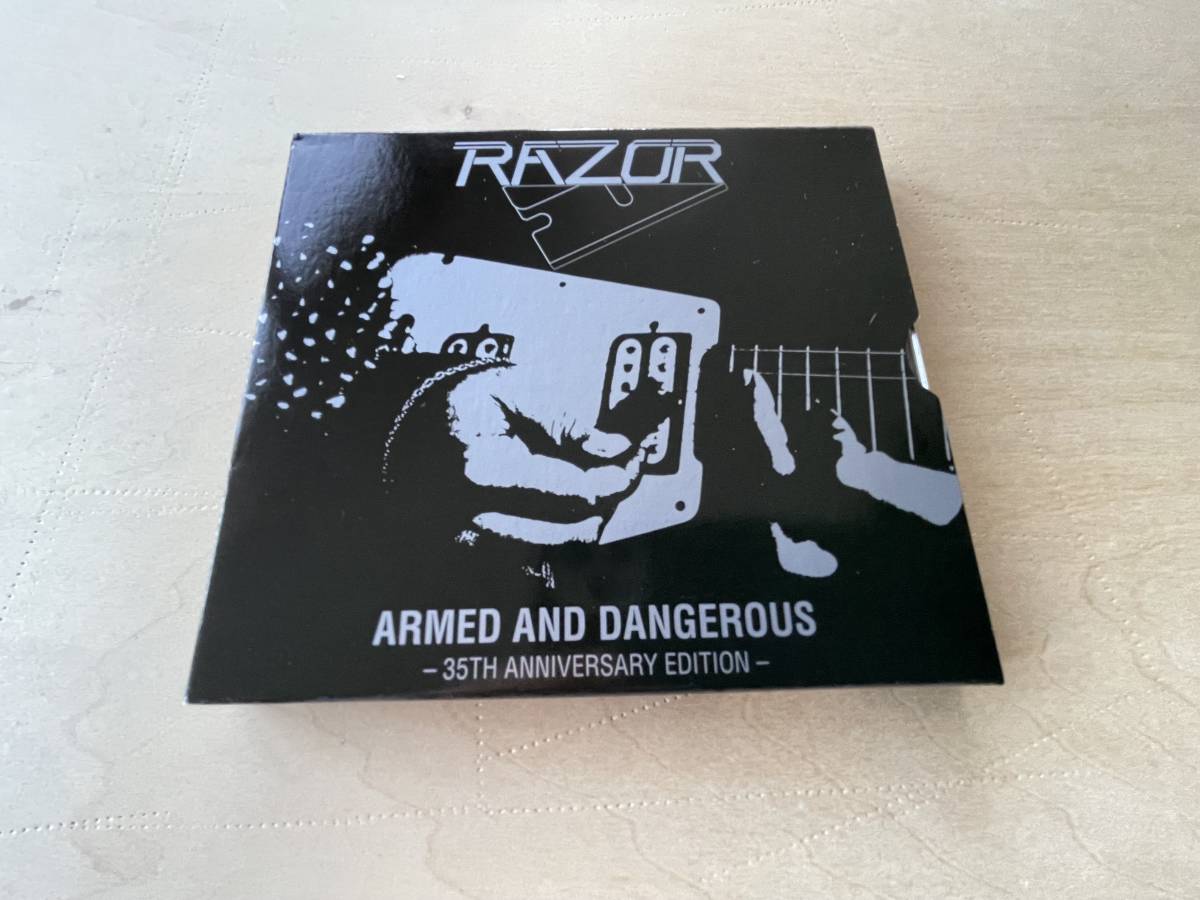 RAZOR
ARMED AND DANGEROUS
– 35TH ANNIVERSARY EDITION –